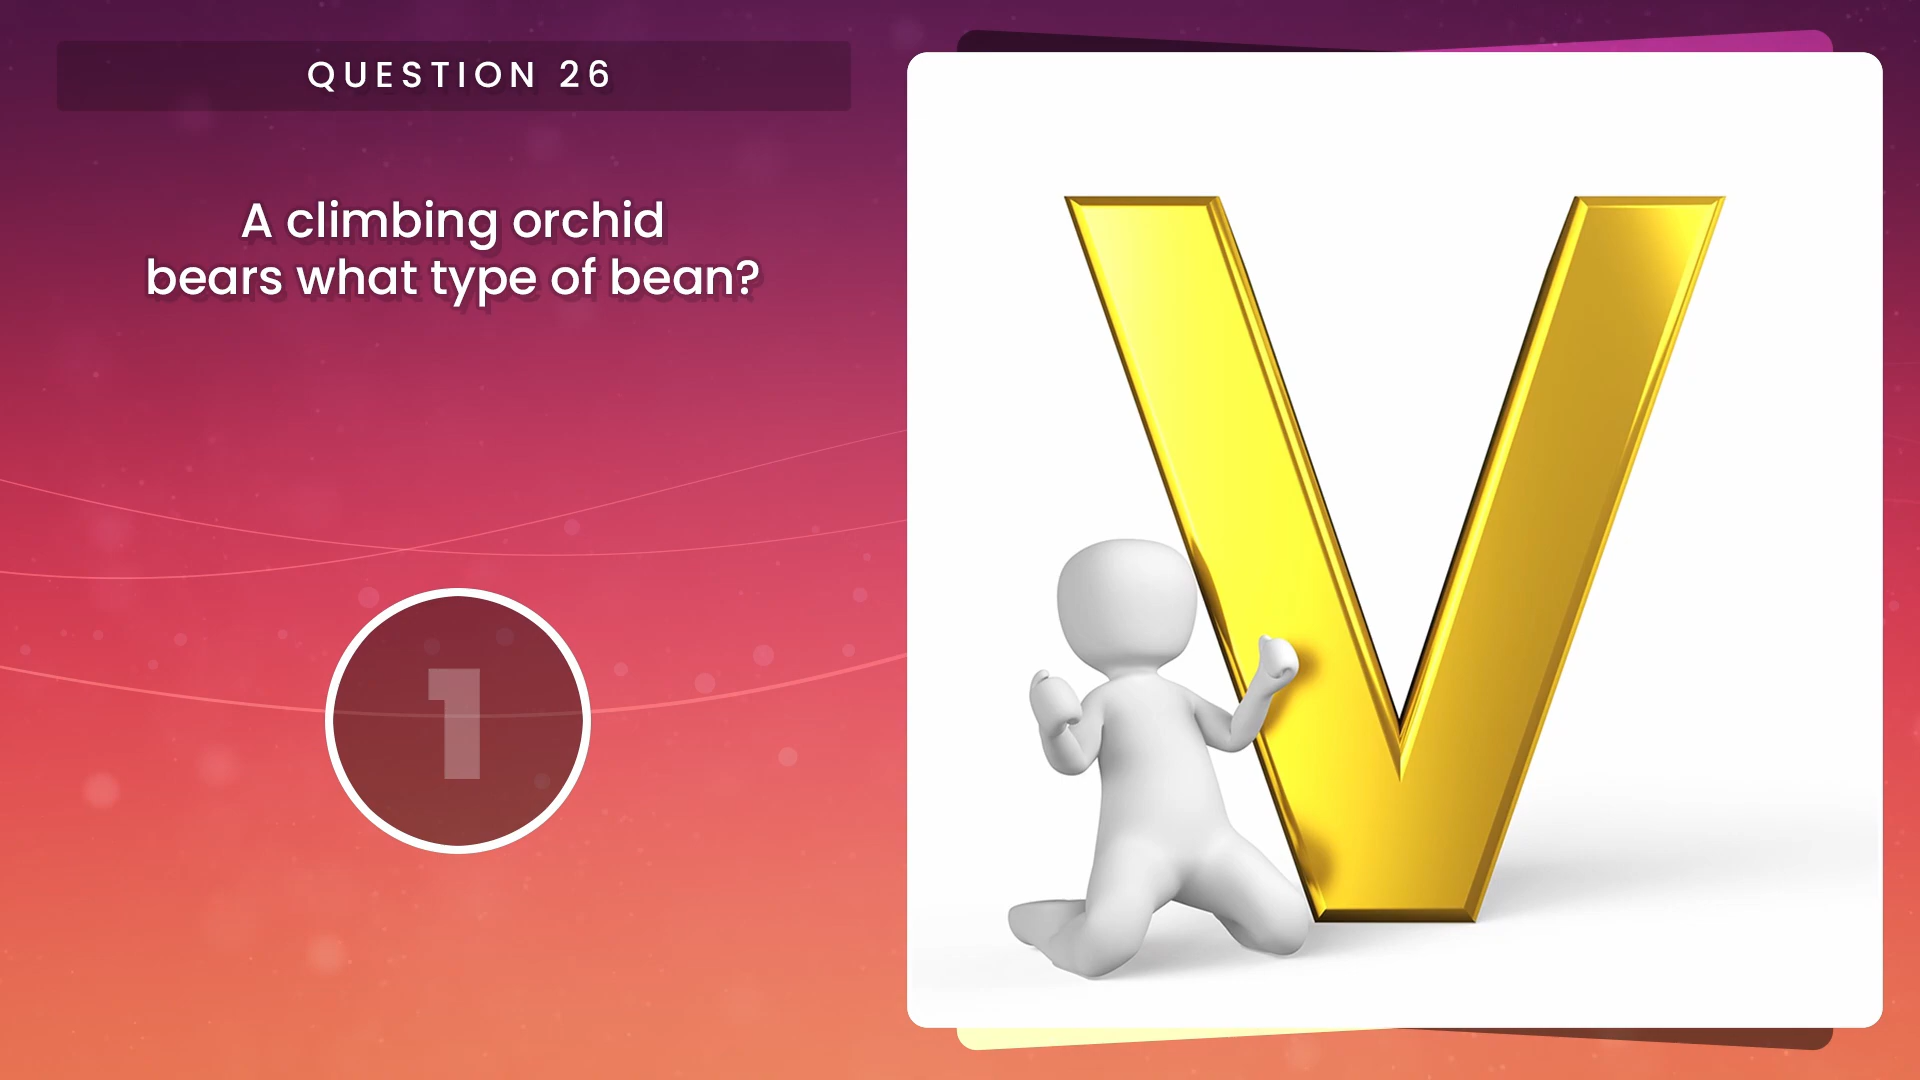 QUESTION 26
A climbing orchid
bears what type of bean?
1
V